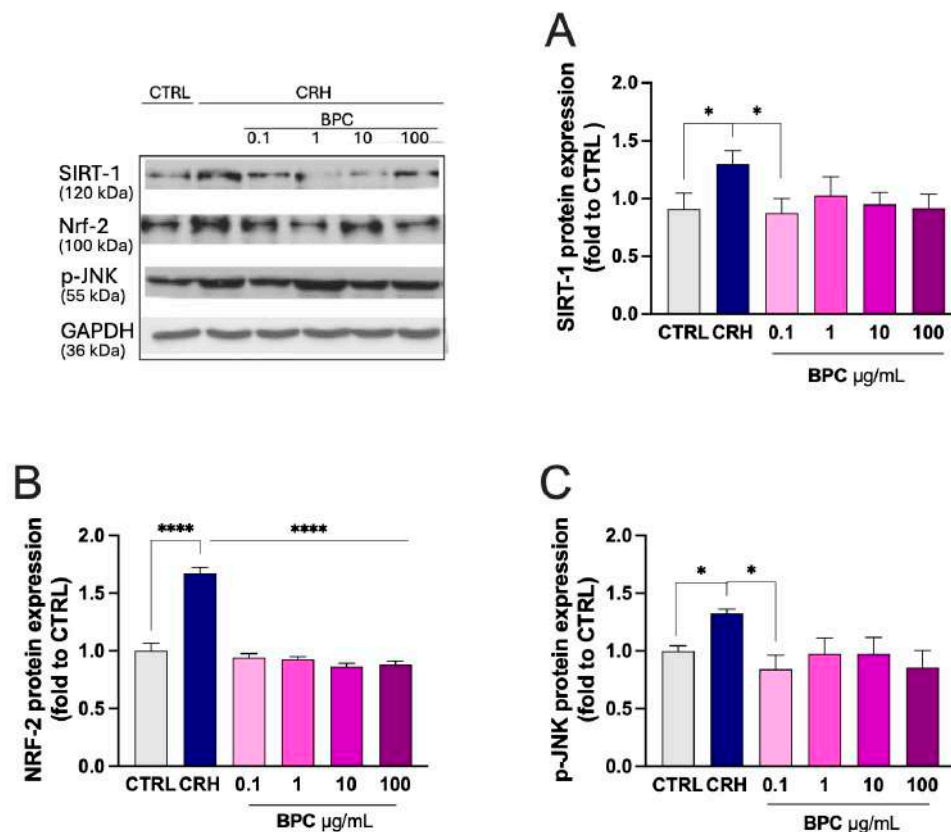 CTRL CRH
BPC
0.1 1 10 100
SIRT-1
(120 kDa)
Nrf-2
(100 kDa)
p-JNK
(55 kDa)
GAPDH
(36 kDa)
A
SIRT-1 protein expression
(fold to CTRL )
2.0
1.5
1.0
0.5
0.0
* *
CTRL CRH 0.1 1 10 100
BPC µg/mL
B
NRF-2 protein expression
(fold to CTRL)
2.0
1.5
1.0
0.5
0.0
**** ****
CTRL CRH 0.1 1 10 100
BPC µg/mL
C
p-JNK protein expression
(fold to CTRL)
2.0
1.5
1.0
0.5
0.0
* *
CTRL CRH 0.1 1 10 100
BPC µg/mL